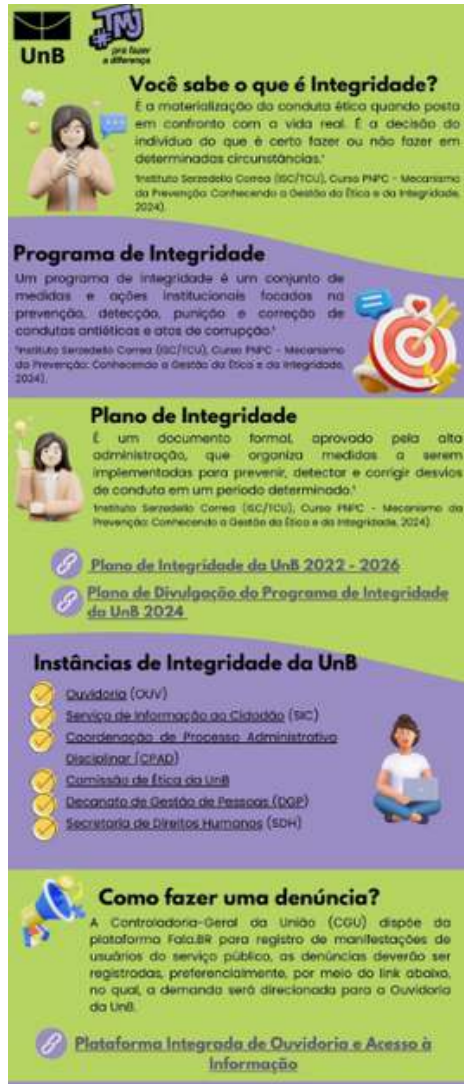 UnB
#TMJ
pra fazer
a diferença
Você sabe o que é Integridade?
É a materialização da conduta ética quando posta
em confronto com a vida real. É a decisão do
indivíduo do que é certo fazer ou não fazer em
determinadas circunstâncias.¹
¹Instituto Serzedello Correa (ISC/TCU), Curso PNPC - Mecanismo
da Prevenção: Conhecendo a Gestão da Ética e da Integridade,
2024).
Programa de Integridade
Um programa de integridade é um conjunto de
medidas e ações institucionais focadas na
prevenção, detecção, punição e correção de
condutas antiéticas e atos de corrupção.¹
¹Instituto Serzedello Correa (ISC/TCU), Curso PNPC - Mecanismo
da Prevenção: Conhecendo a Gestão da Ética e da Integridade,
2024).
Plano de Integridade
É um documento formal, aprovado pela alta
administração, que organiza medidas a serem
implementadas para prevenir, detectar e corrigir desvios
de conduta em um período determinado.¹
¹Instituto Serzedello Correa (ISC/TCU), Curso PNPC - Mecanismo da
Prevenção: Conhecendo a Gestão da Ética e da Integridade, 2024).
Plano de Integridade da UnB 2022 - 2026
Plano de Divulgação do Programa de Integridade
da UnB 2024
Instâncias de Integridade da UnB
Ouvidoria (OUV)
Serviço de Informação ao Cidadão (SIC)
Coordenação de Processo Administrativo
Disciplinar (CPAD)
Comissão de Ética da UnB
Decanato de Gestão de Pessoas (DGP)
Secretaria de Direitos Humanos (SDH)
Como fazer uma denúncia?
A Controladoria-Geral da União (CGU) dispõe da
plataforma Fala.BR para registro de manifestações de
usuários do serviço público, as denúncias deverão ser
registradas, preferencialmente, por meio do link abaixo,
no qual, a demanda será direcionada para a Ouvidoria
da UnB.
Plataforma Integrada de Ouvidoria e Acesso à
Informação